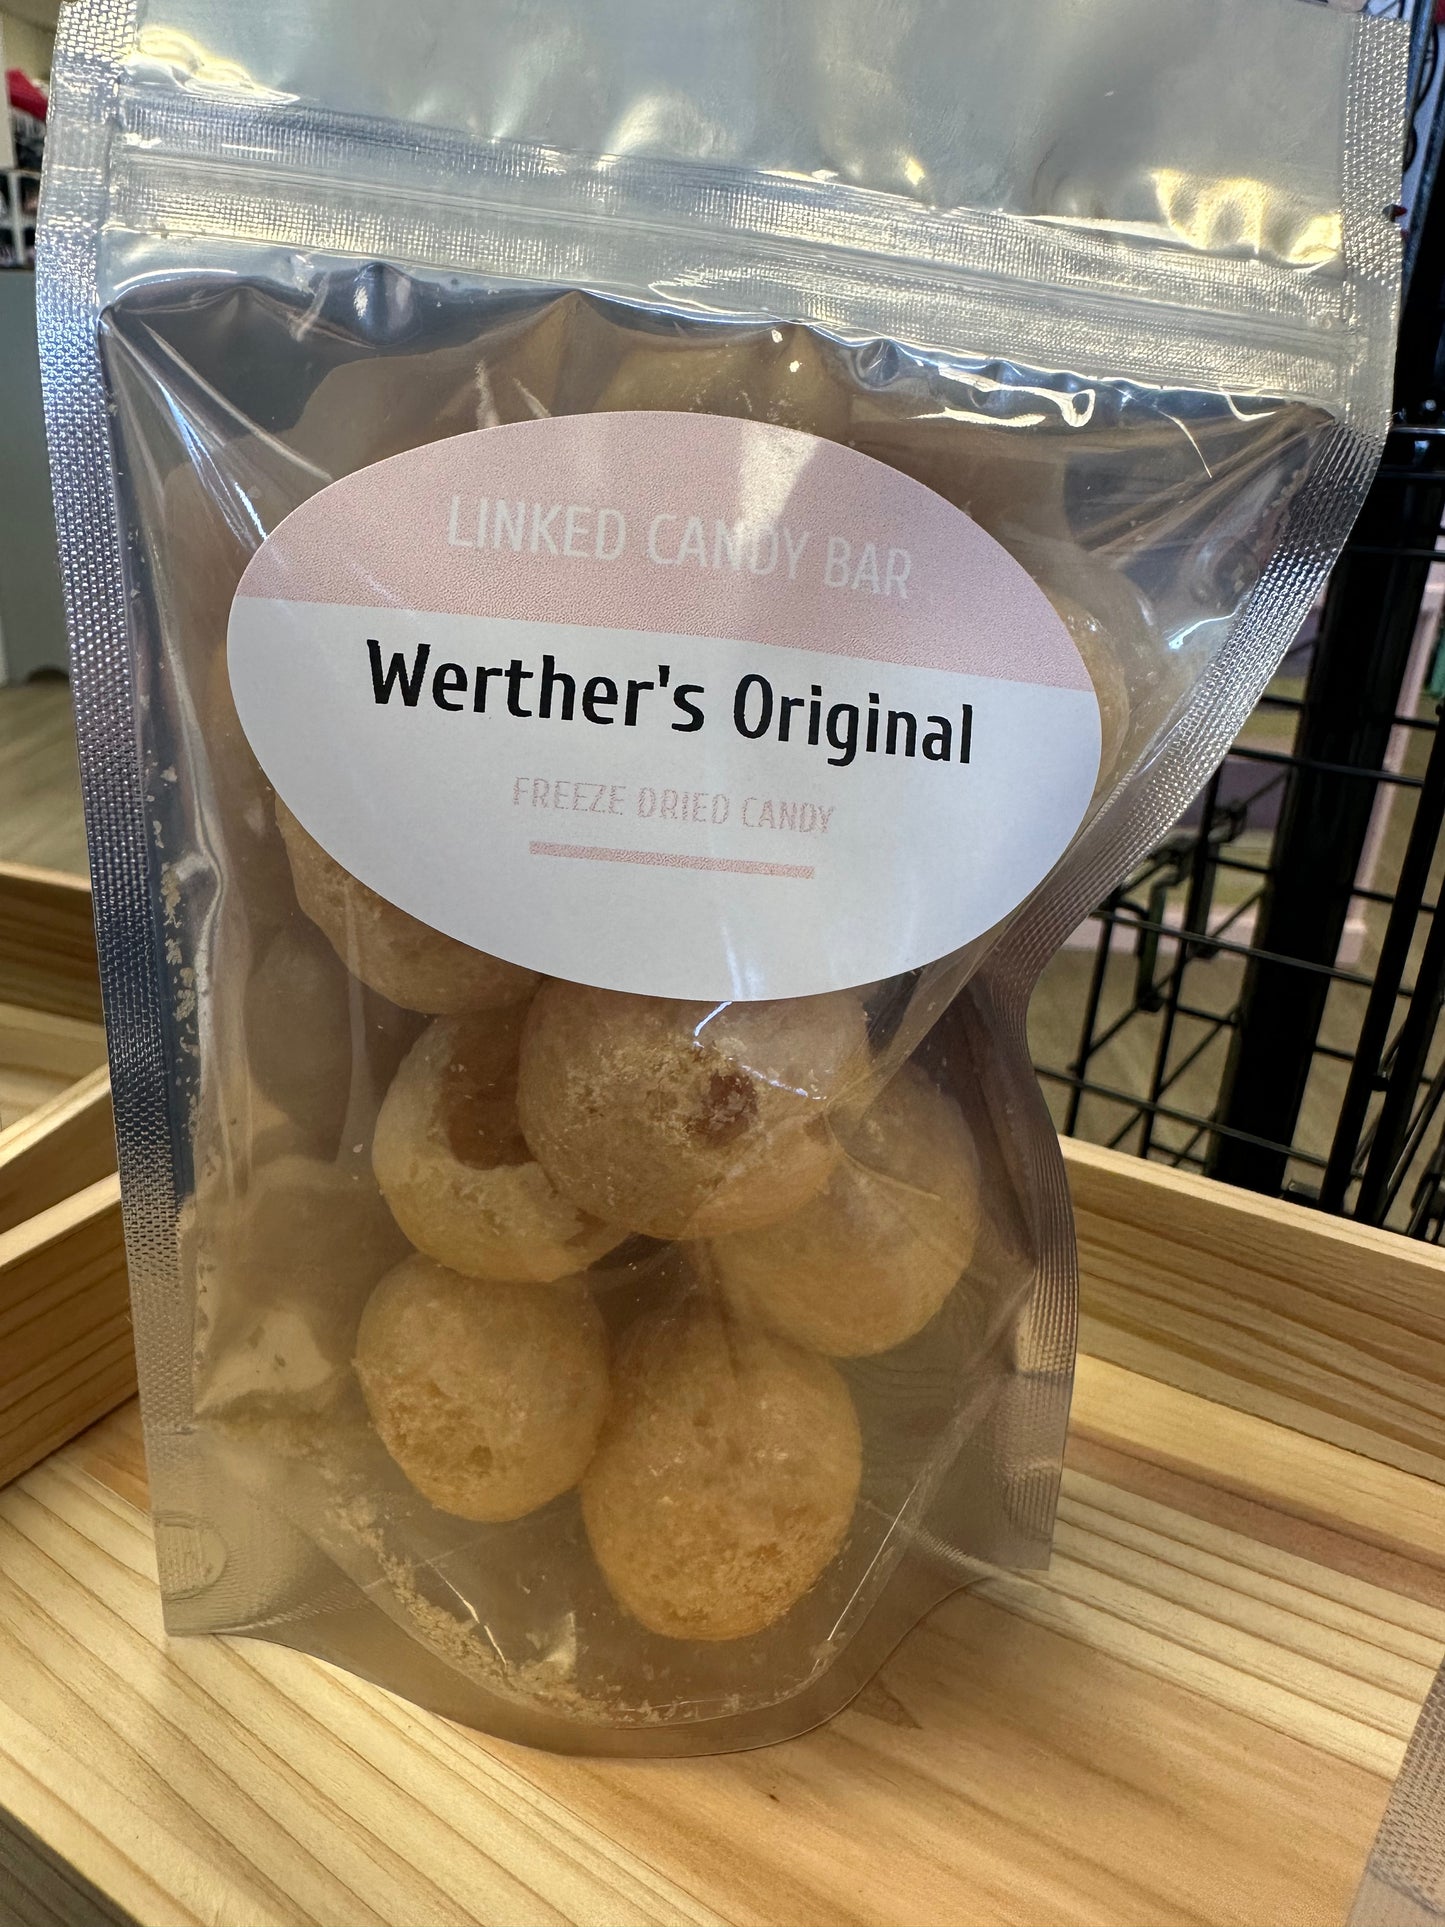 LINKED CANDY BAR
Werther's Original
FREEZE DRIED CANDY